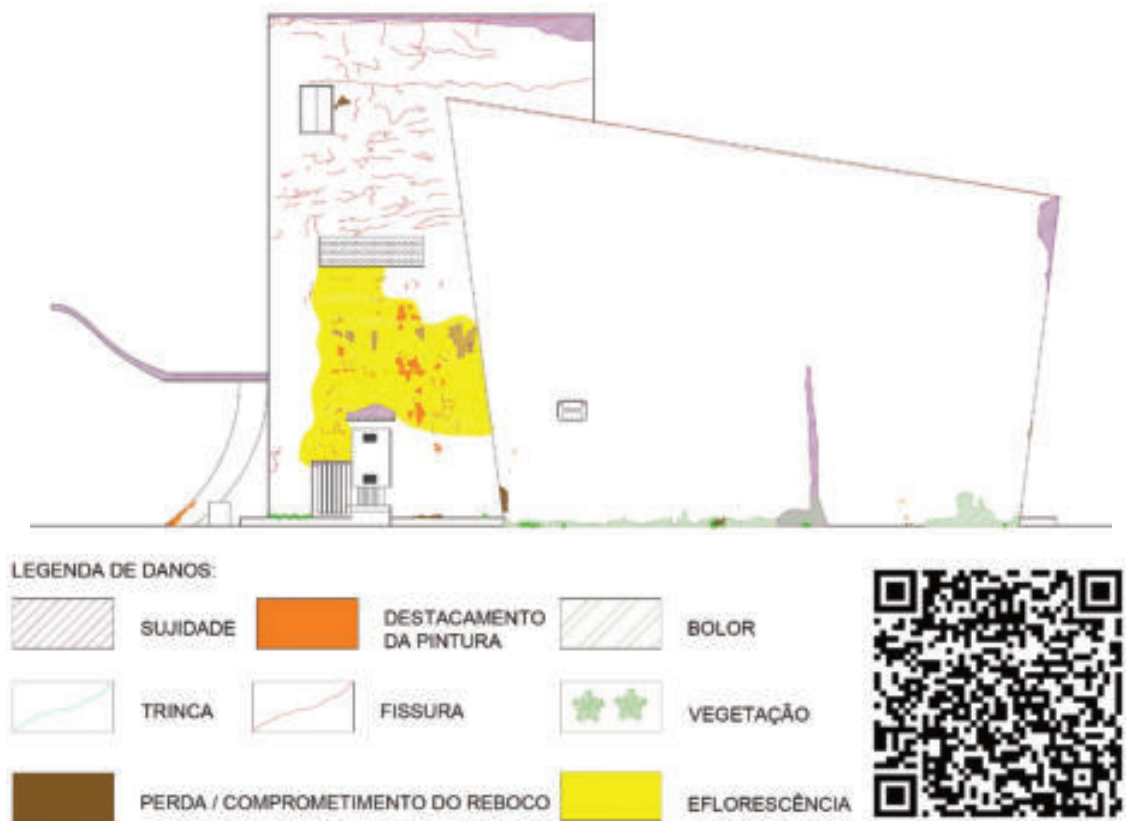 LEGENDA DE DANOS:
SUJIDADE
DESTACAMENTO
DA PINTURA
BOLOR
TRINCA
FISSURA
VEGETAÇÃO
PERDA / COMPROMETIMENTO DO REBOCO
EFLORESCÊNCIA